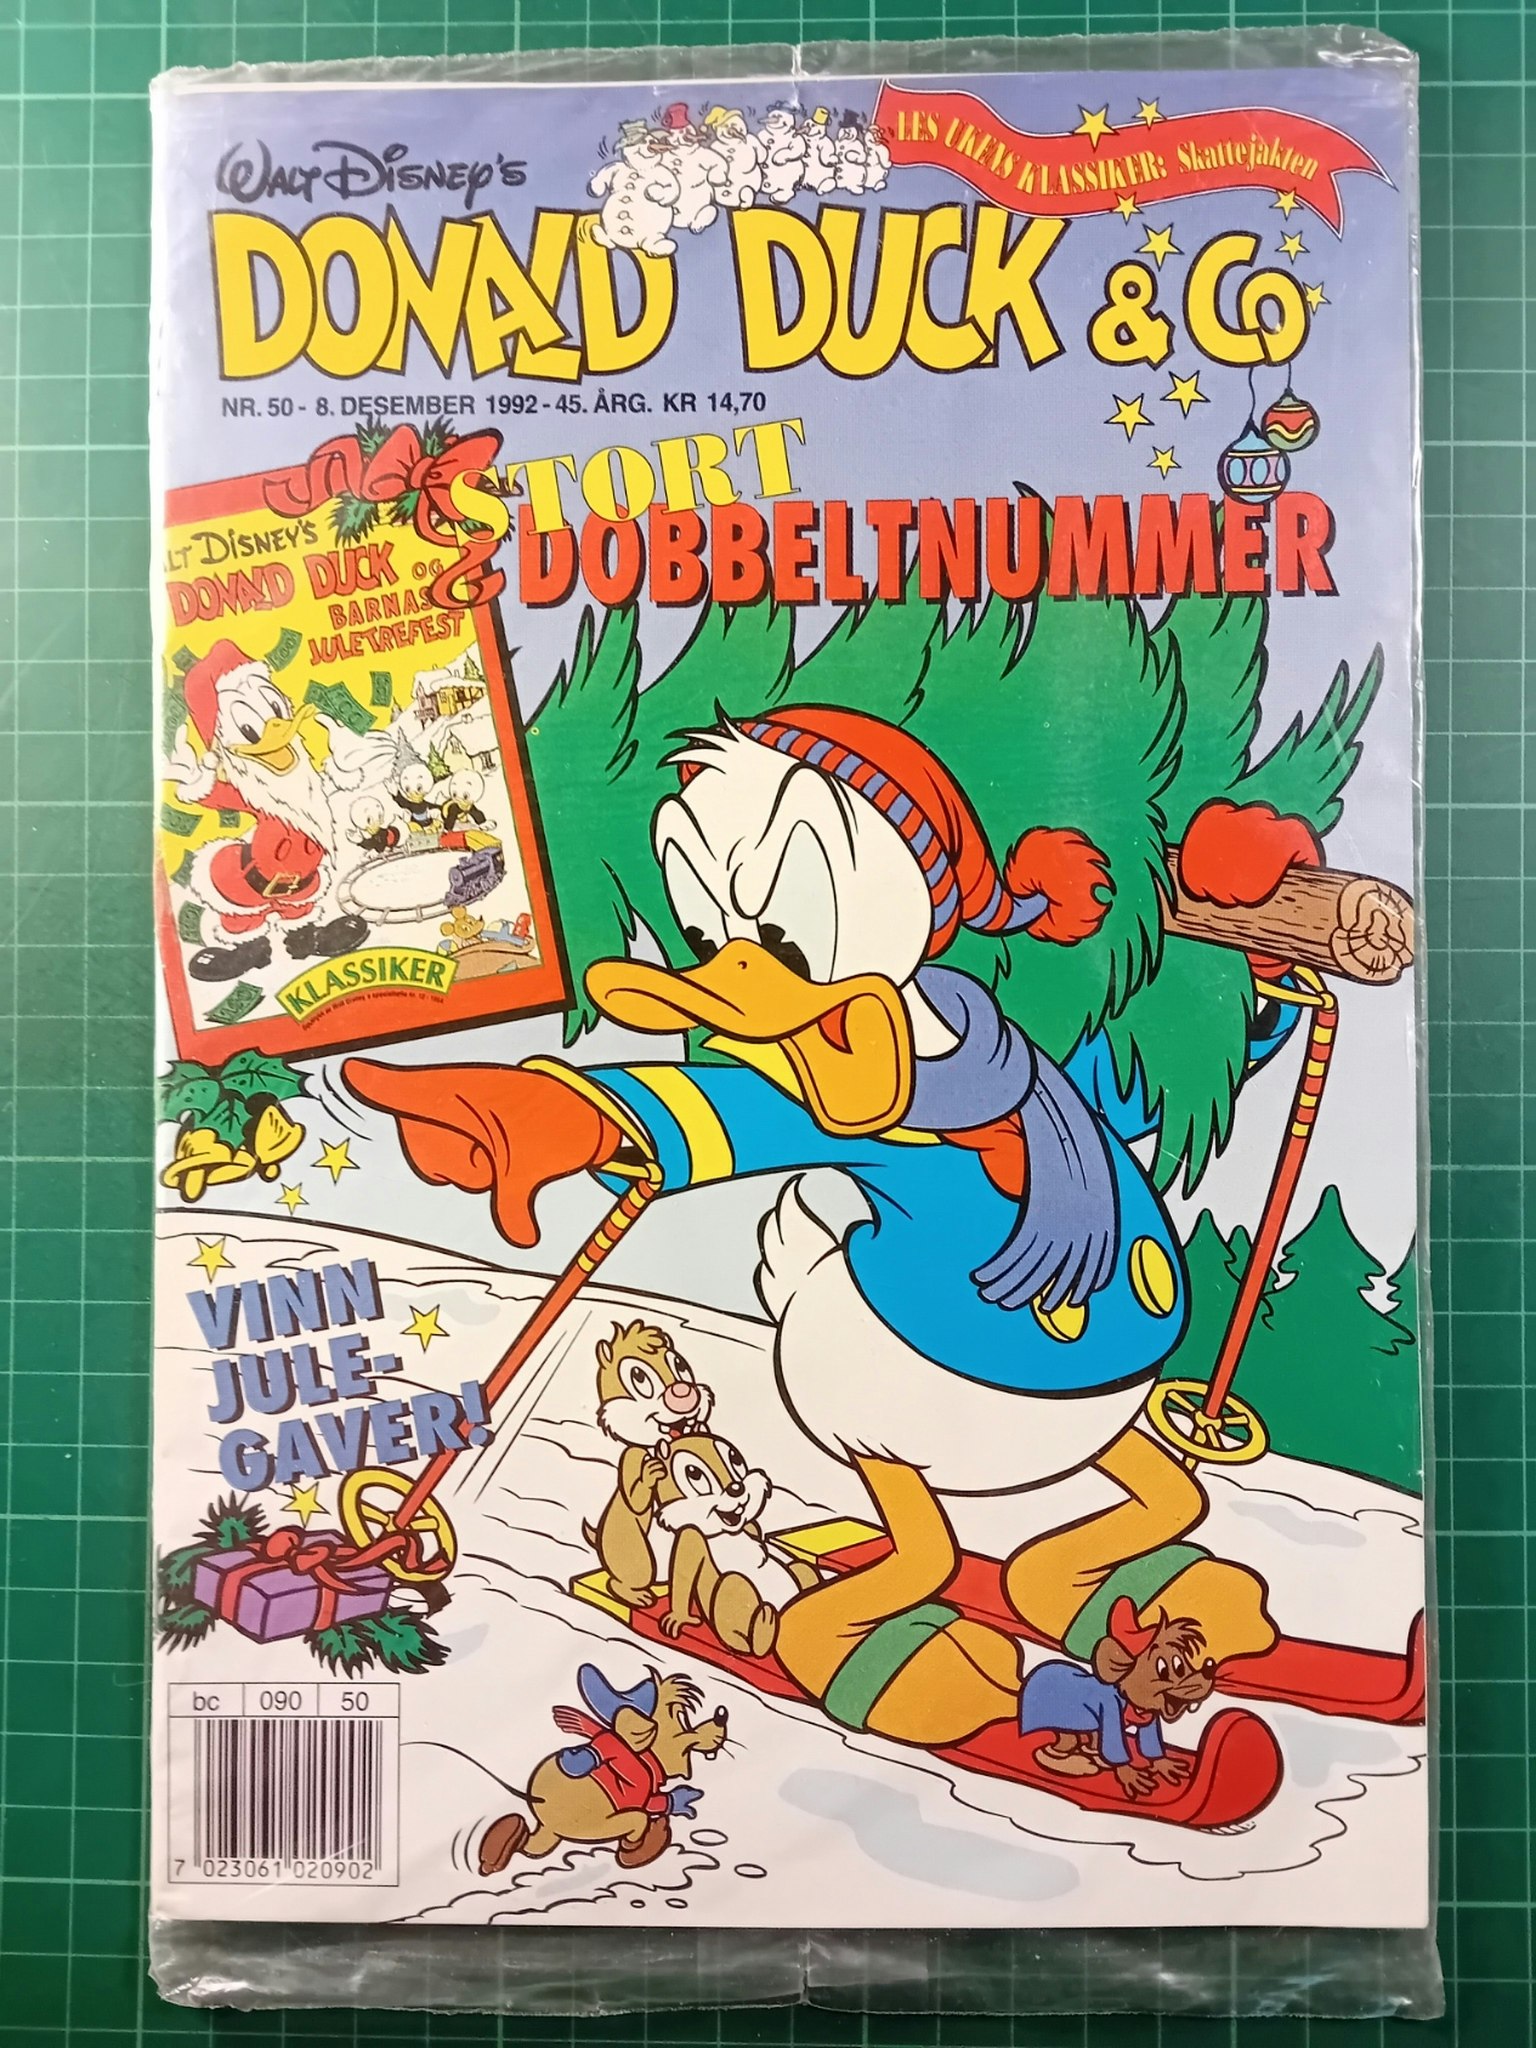 WALT DISNEY'S
LES UKENS KLASSIKER: Skattejakten
DONALD DUCK & Co
NR. 50 - 8. DESEMBER 1992 - 45. ÅRG. KR 14,70
STORT
DOBBELTNUMMER
LT DISNEY'S
DONALD DUCK OG
BARNAS
JULETREFEST
KLASSIKER
VINN
JULE-
GAVER!
bc 090 50
7 023061 020902